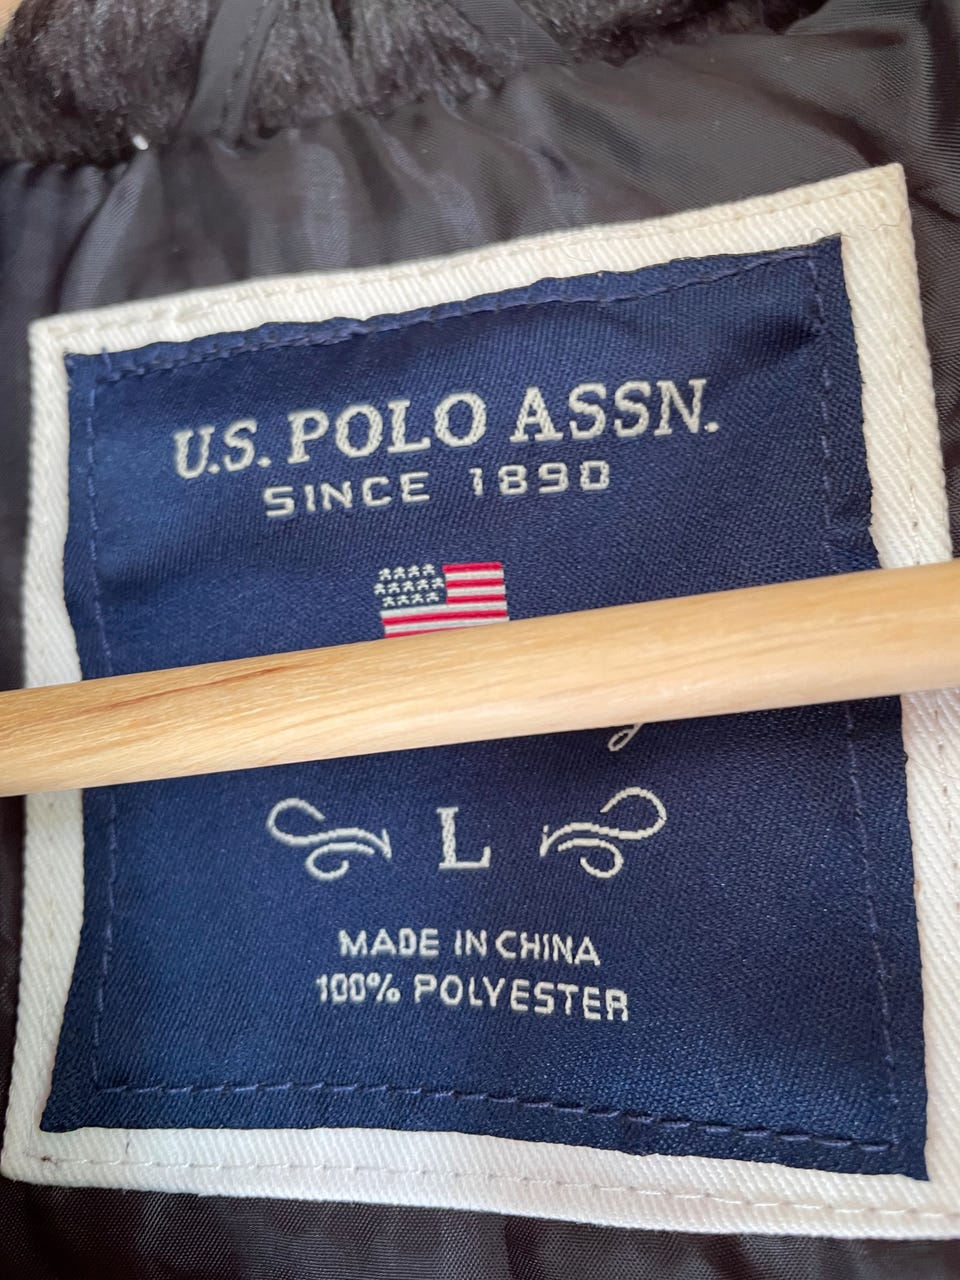 U.S. POLO ASSN.
SINCE 1890
L
MADE IN CHINA
100% POLYESTER